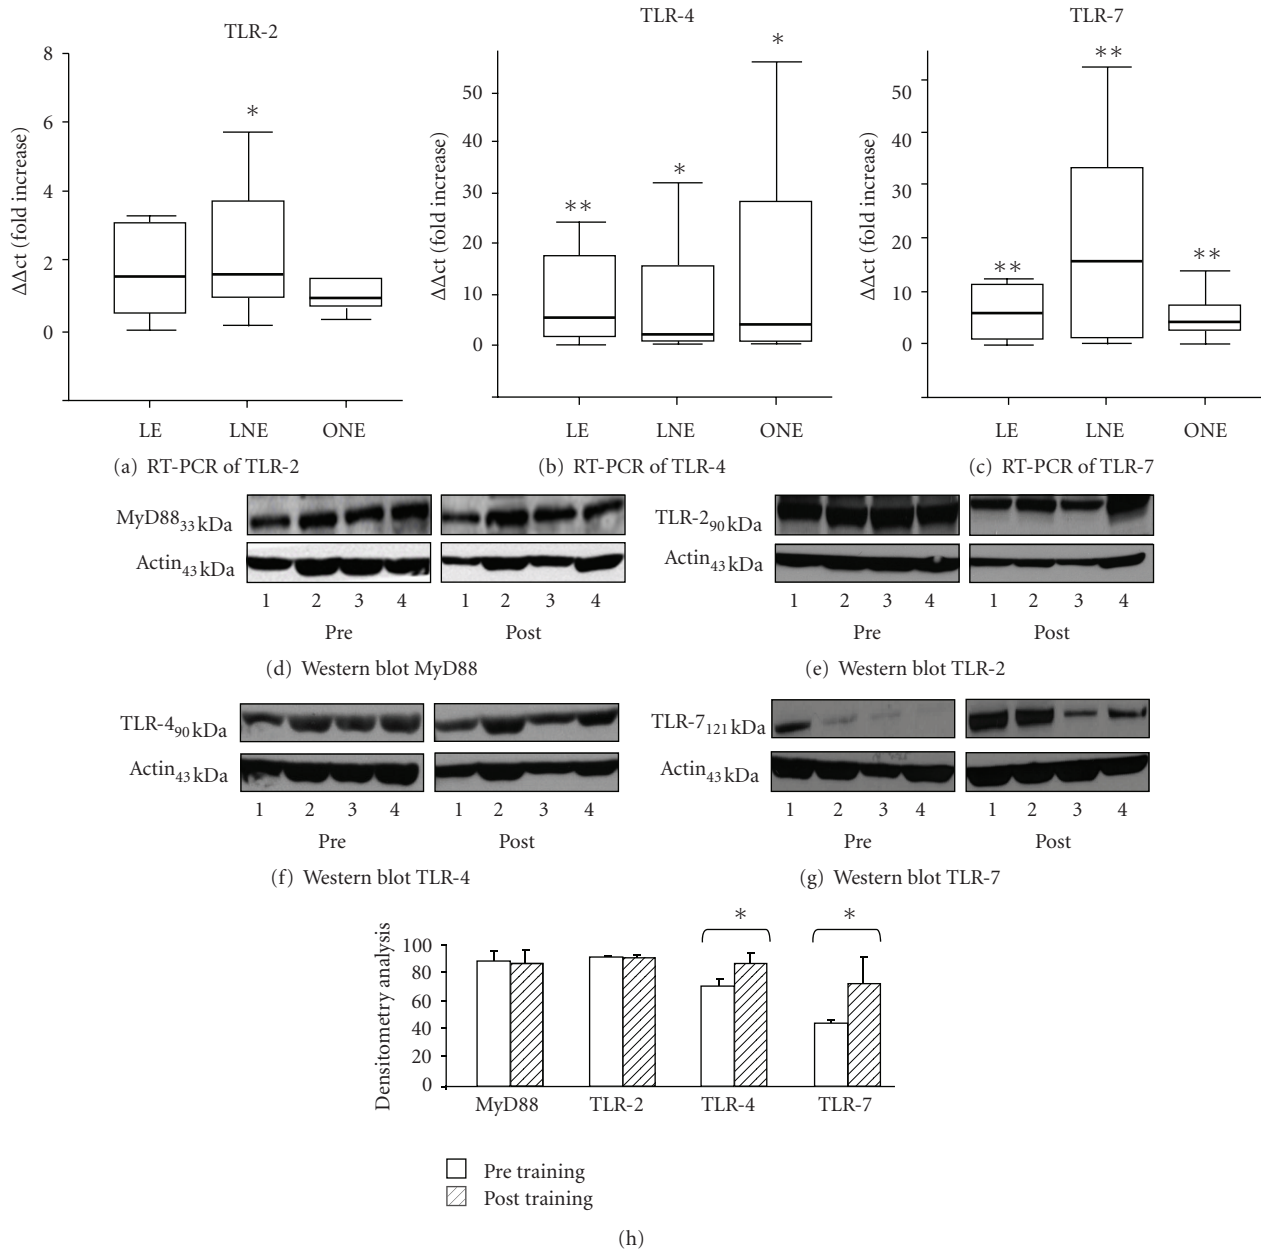 TLR-2
TLR-4
TLR-7
ΔΔct (fold increase)
8
6
4
2
0
*
LE LNE ONE
ΔΔct (fold increase)
50
40
30
20
10
0
** * *
LE LNE ONE
ΔΔct (fold increase)
50
40
30
20
10
0
** ** **
LE LNE ONE
(a) RT-PCR of TLR-2
(b) RT-PCR of TLR-4
(c) RT-PCR of TLR-7
MyD88₃₃ kDa
Actin₄₃ kDa
1 2 3 4 1 2 3 4
Pre Post
(d) Western blot MyD88
TLR-2₉₀ kDa
Actin₄₃ kDa
1 2 3 4 1 2 3 4
Pre Post
(e) Western blot TLR-2
TLR-4₉₀ kDa
Actin₄₃ kDa
1 2 3 4 1 2 3 4
Pre Post
(f) Western blot TLR-4
TLR-7₁₂₁ kDa
Actin₄₃ kDa
1 2 3 4 1 2 3 4
Pre Post
(g) Western blot TLR-7
Densitometry analysis
100
80
60
40
20
0
* *
MyD88 TLR-2 TLR-4 TLR-7
Pre training
Post training
(h)